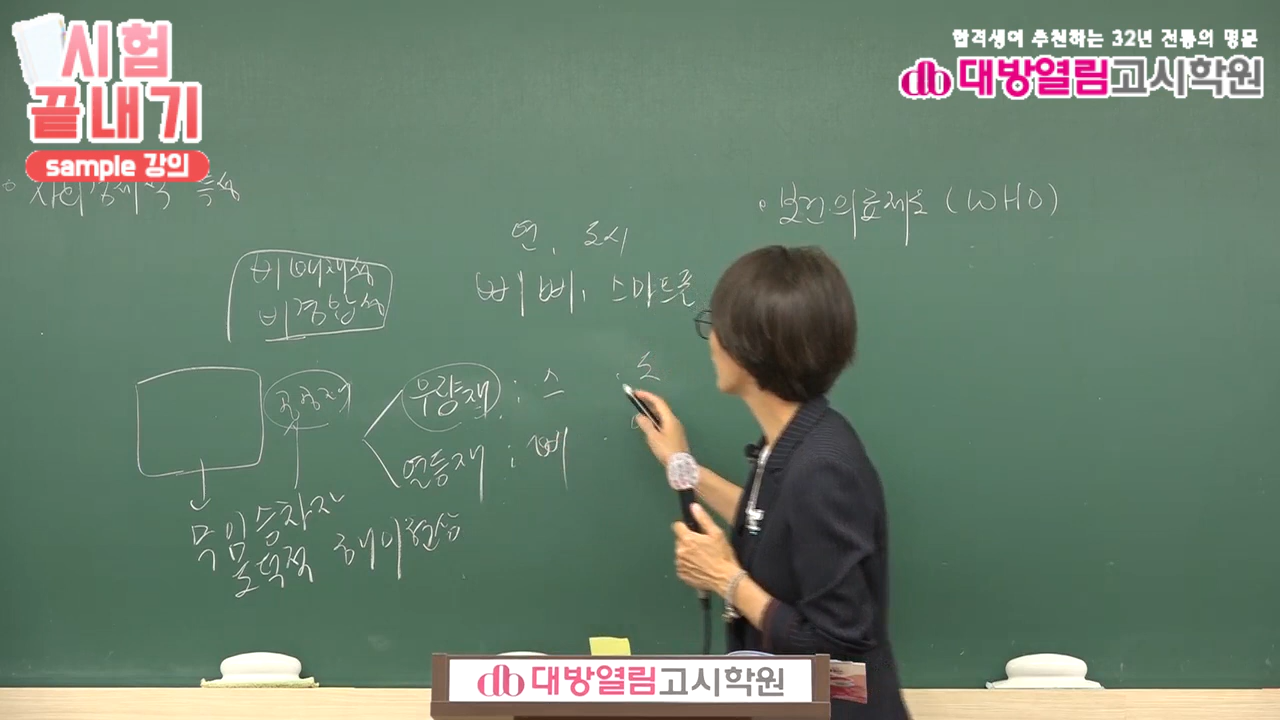 시험
끝내기
sample 강의
합격생이 추천하는 32년 전통의 명문
대방열림고시학원
사회경제적 특성
보건의료제도 (WHO)
연, 도시
비배제성
비경합성
삐삐, 스마트폰
공공재
우량재 : 스 . 도
열등재 : 삐 .
무임승차자
도덕적 해이현상
대방열림고시학원